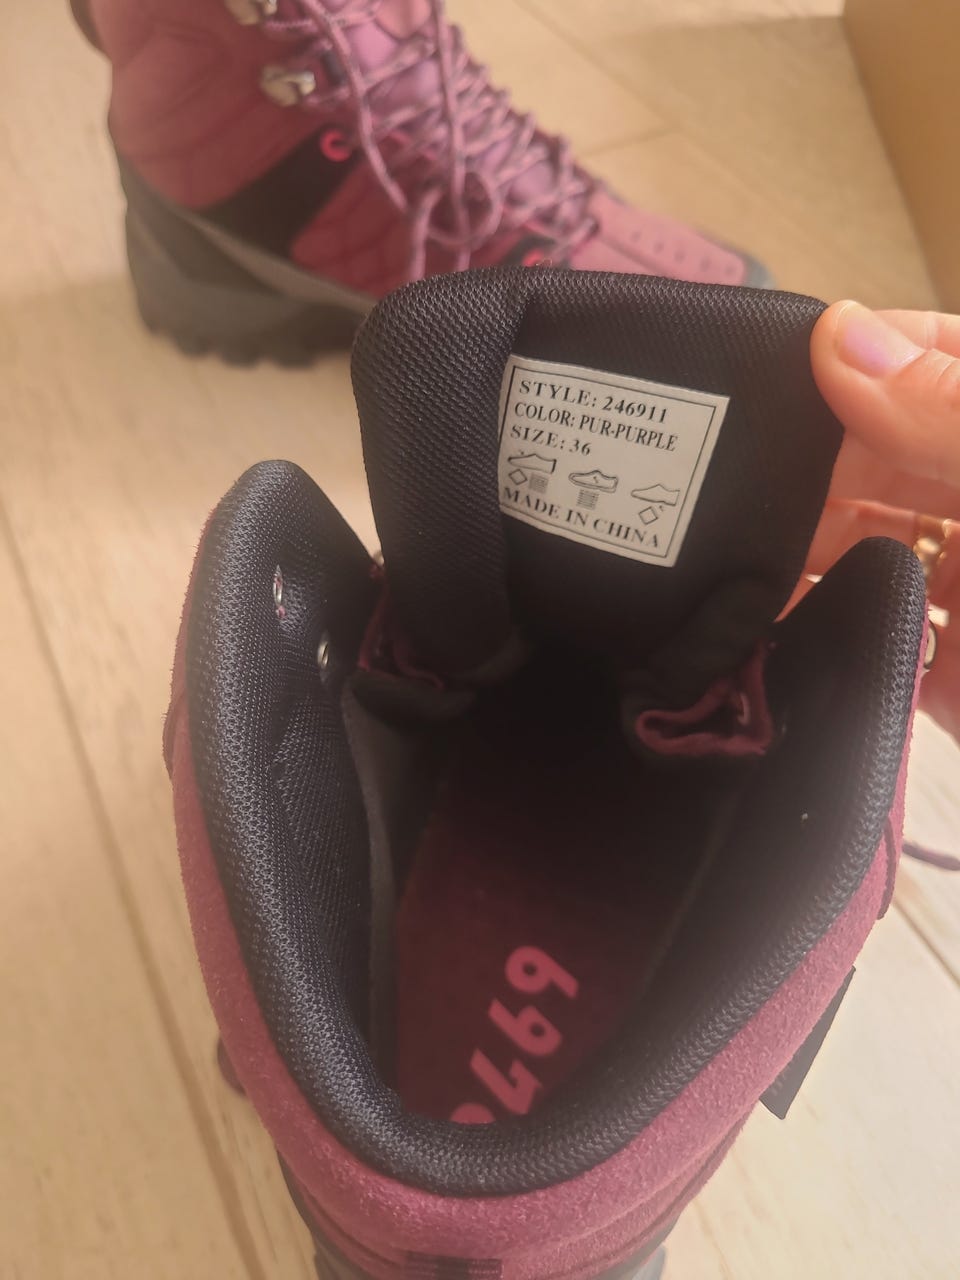 STYLE: 246911
COLOR: PUR-PURPLE
SIZE: 36
MADE IN CHINA